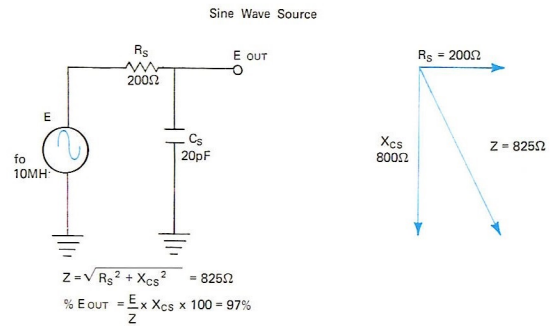 Sine Wave Source
RS
200Ω
E OUT
E
fo
10MH
CS
20pF
RS = 200Ω
XCS
800Ω
Z = 825Ω
Z = √RS² + XCS² = 825Ω
% E OUT = E/Z x XCS x 100 = 97%